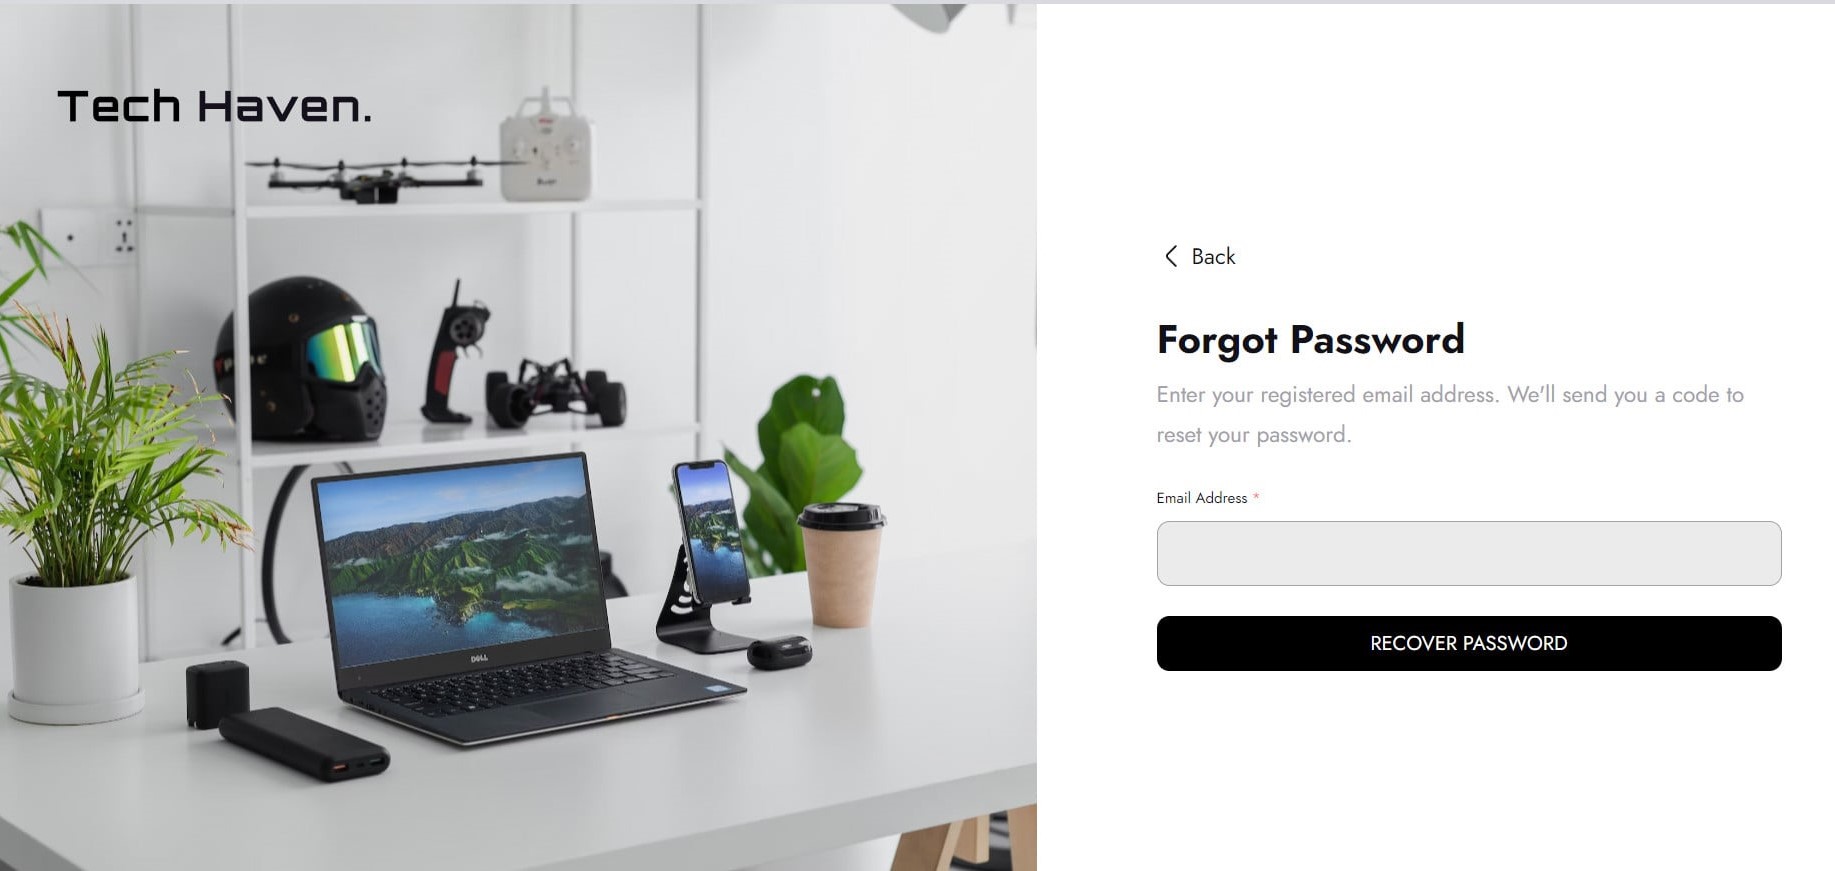 Tech Haven.
DELL
Back
Forgot Password
Enter your registered email address. We'll send you a code to
reset your password.
Email Address *
RECOVER PASSWORD